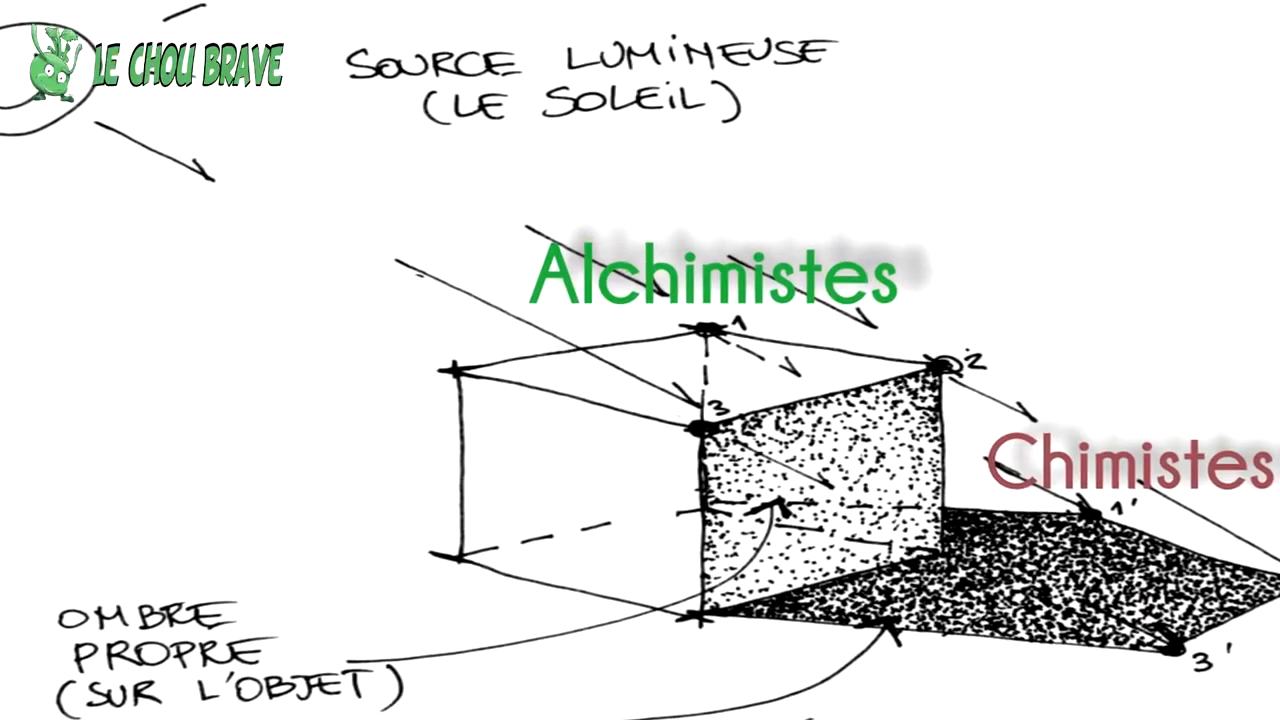 LE CHOU BRAVE
SOURCE LUMINEUSE
(LE SOLEIL)
Alchimistes
1
2
3
Chimistes
1'
OMBRE
PROPRE
(SUR L'OBJET)
3'